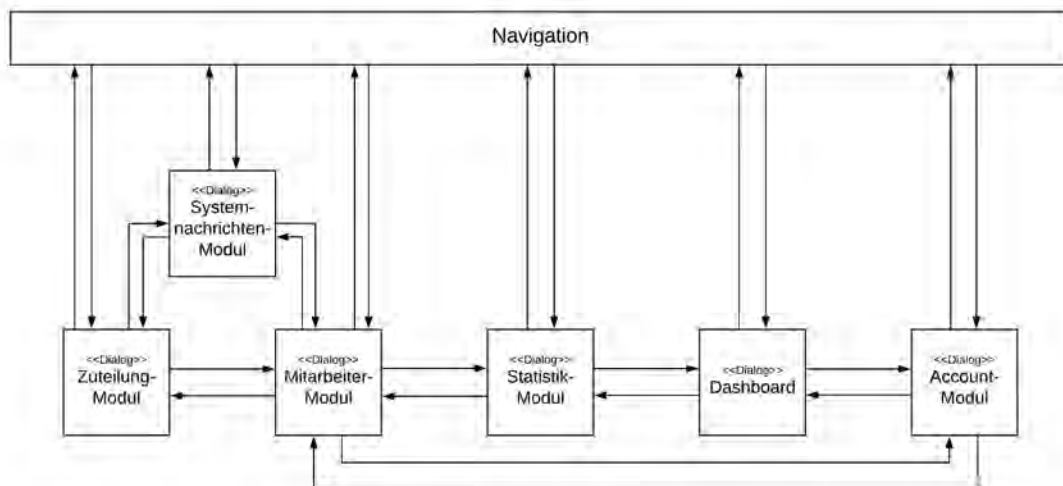 Navigation
<<Dialog>>
System-
nachrichten-
Modul
<<Dialog>>
Zuteilung-
Modul
<<Dialog>>
Mitarbeiter-
Modul
<<Dialog>>
Statistik-
Modul
<<Dialog>>
Dashboard
<<Dialog>>
Account-
Modul